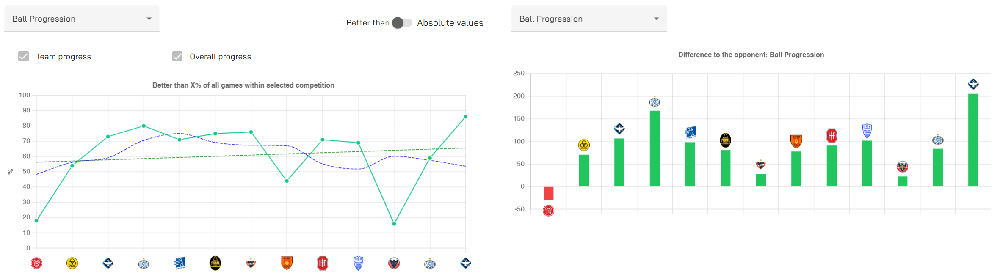 Ball Progression
Better than
Absolute values
Team progress
Overall progress
Better than X% of all games within selected competition
100
90
80
70
60
50
40
30
20
10
0
%
Ball Progression
Difference to the opponent: Ball Progression
250
200
150
100
50
0
-50